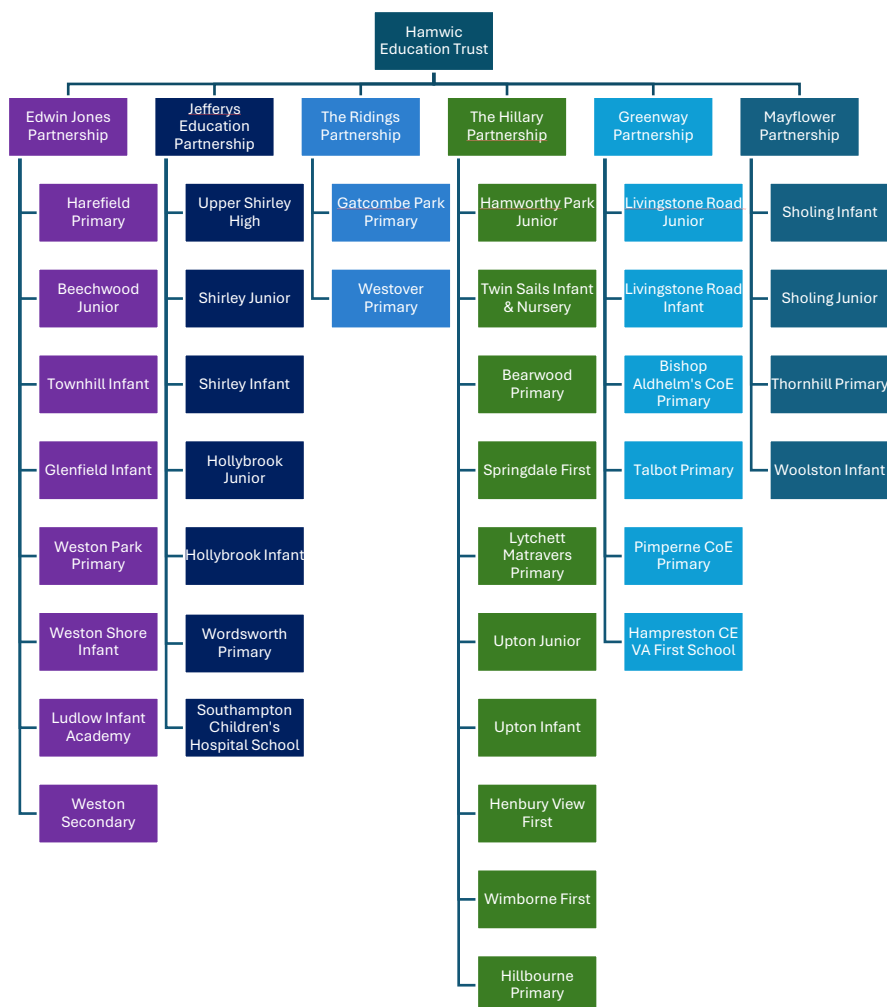 Hamwic
Education Trust
Edwin Jones
Partnership
Jefferys
Education
Partnership
The Ridings
Partnership
The Hillary
Partnership
Greenway
Partnership
Mayflower
Partnership
Harefield
Primary
Beechwood
Junior
Townhill Infant
Glenfield Infant
Weston Park
Primary
Weston Shore
Infant
Ludlow Infant
Academy
Weston
Secondary
Upper Shirley
High
Shirley Junior
Shirley Infant
Hollybrook
Junior
Hollybrook Infant
Wordsworth
Primary
Southampton
Children's
Hospital School
Gatcombe Park
Primary
Westover
Primary
Hamworthy Park
Junior
Twin Sails Infant
& Nursery
Bearwood
Primary
Springdale First
Lytchett
Matravers
Primary
Upton Junior
Upton Infant
Henbury View
First
Wimborne First
Hillbourne
Primary
Livingstone Road
Junior
Livingstone Road
Infant
Bishop
Aldhelm's CoE
Primary
Talbot Primary
Pimperne CoE
Primary
Hampreston CE
VA First School
Sholing Infant
Sholing Junior
Thornhill Primary
Woolston Infant